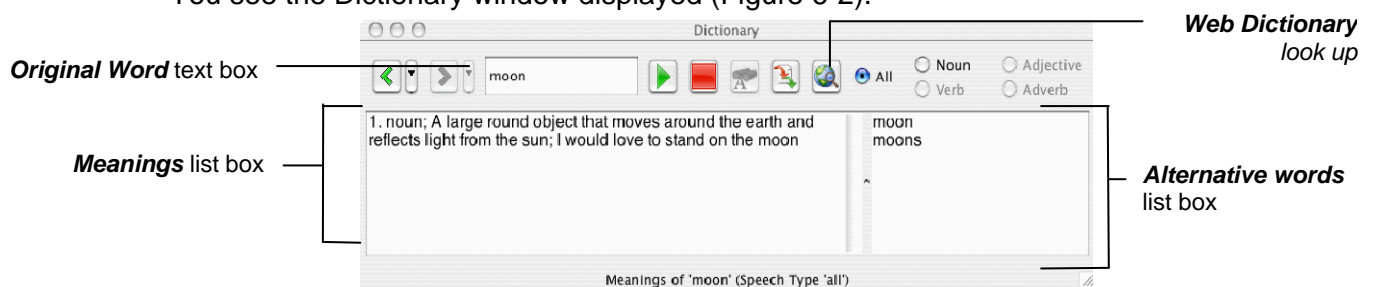 You see the Dictionary window displayed (Figure 6-2).
Web Dictionary
look up
Dictionary
Original Word text box
moon
All
Noun
Adjective
Verb
Adverb
1. noun; A large round object that moves around the earth and
reflects light from the sun; I would love to stand on the moon
moon
moons
Meanings list box
Alternative words
list box
Meanings of 'moon' (Speech Type 'all')